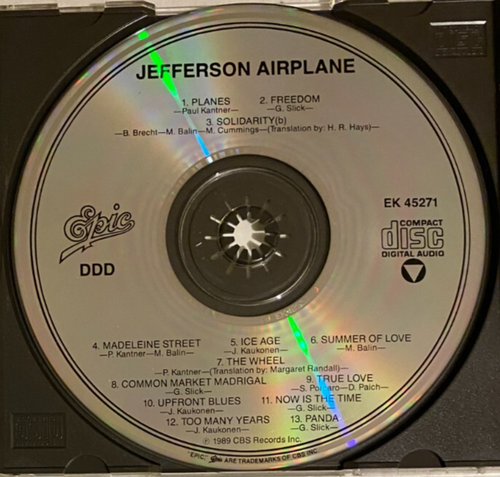 JEFFERSON AIRPLANE
1. PLANES 2. FREEDOM
—Paul Kantner— —G. Slick—
3. SOLIDARITY(b)
—B. Brecht—M. Balin—M. Cummings—(Translation by: H. R. Hays)—
Epic
DDD
EK 45271
COMPACT
disc
DIGITAL AUDIO
4. MADELEINE STREET 5. ICE AGE 6. SUMMER OF LOVE
—P. Kantner—M. Balin— —J. Kaukonen— —M. Balin—
7. THE WHEEL
—P. Kantner—(Translation by: Margaret Randall)—
8. COMMON MARKET MADRIGAL 9. TRUE LOVE
—G. Slick— —S. Porcaro—D. Paich—
10. UPFRONT BLUES 11. NOW IS THE TIME
—J. Kaukonen— —G. Slick—
12. TOO MANY YEARS 13. PANDA
—J. Kaukonen— —G. Slick—
℗ 1989 CBS Records Inc.
"EPIC," Epic ARE TRADEMARKS OF CBS INC.